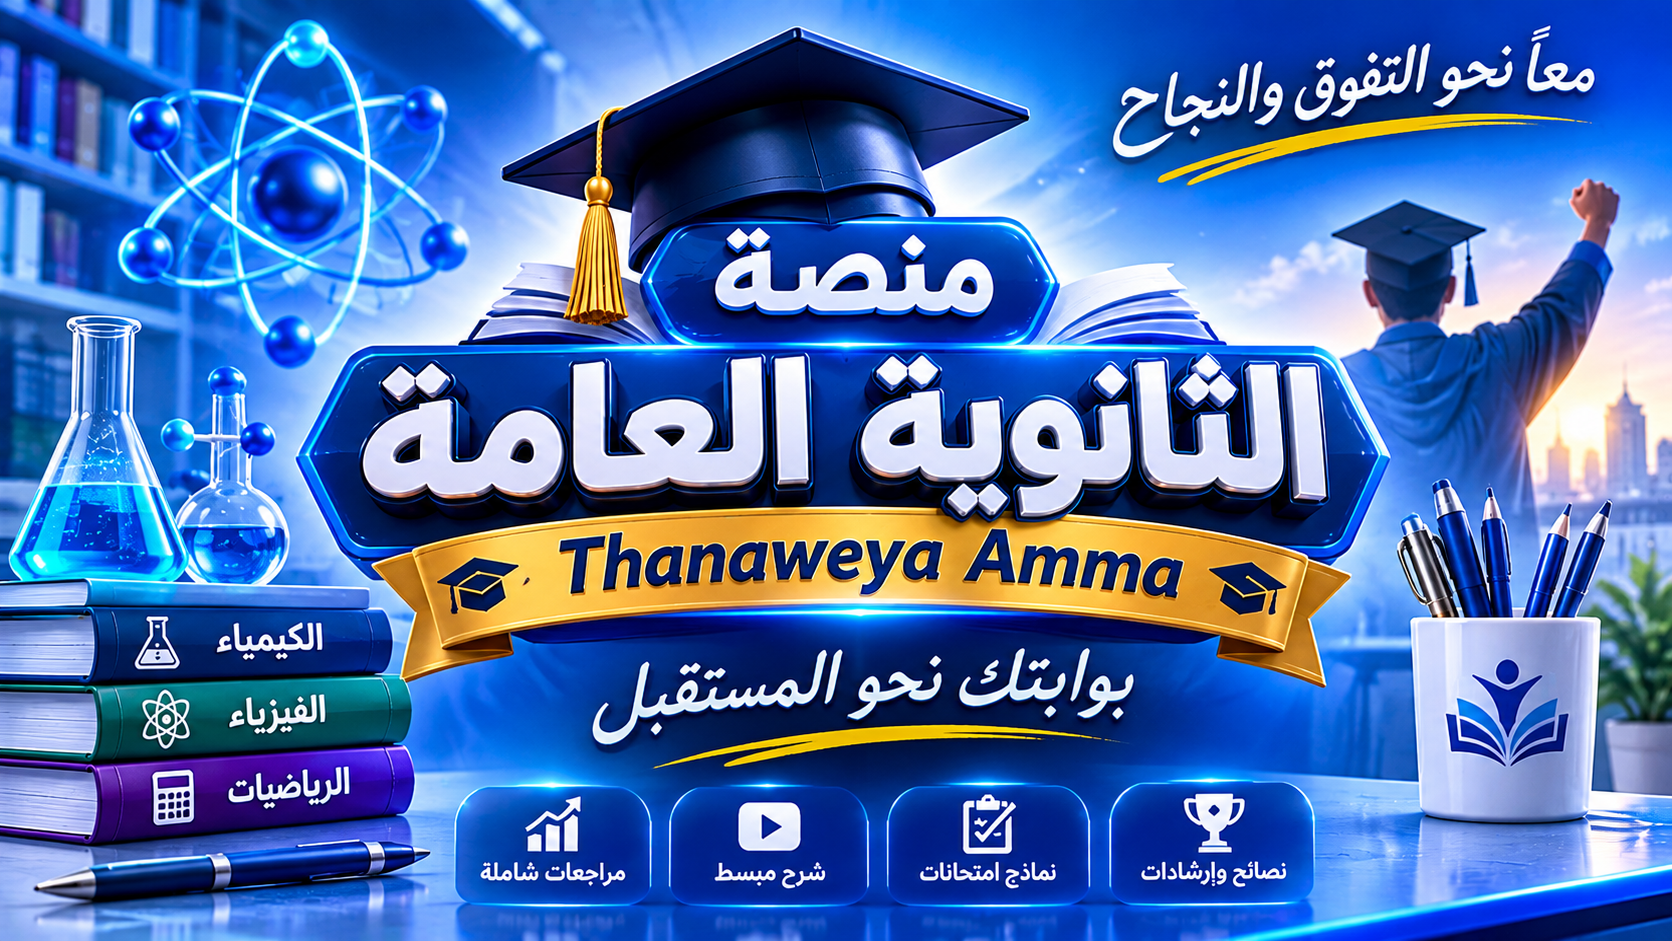 معاً نحو التفوق والنجاح
منصة
الثانوية العامة
Thanaweya Amma
بوابتك نحو المستقبل
الكيمياء
الفيزياء
الرياضيات
نصائح وإرشادات
نماذج امتحانات
شرح مبسط
مراجعات شاملة